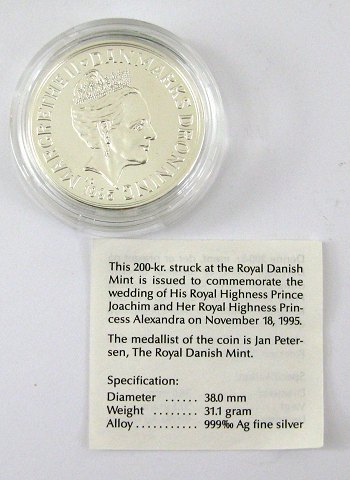 MARGRETHE II · DANMARKS DRONNING
This 200-kr. struck at the Royal Danish
Mint is issued to commemorate the
wedding of His Royal Highness Prince
Joachim and Her Royal Highness Prin-
cess Alexandra on November 18, 1995.
The medallist of the coin is Jan Peter-
sen, The Royal Danish Mint.
Specification:
Diameter ...... 38.0 mm
Weight ....... 31.1 gram
Alloy ........... 999‰ Ag fine silver